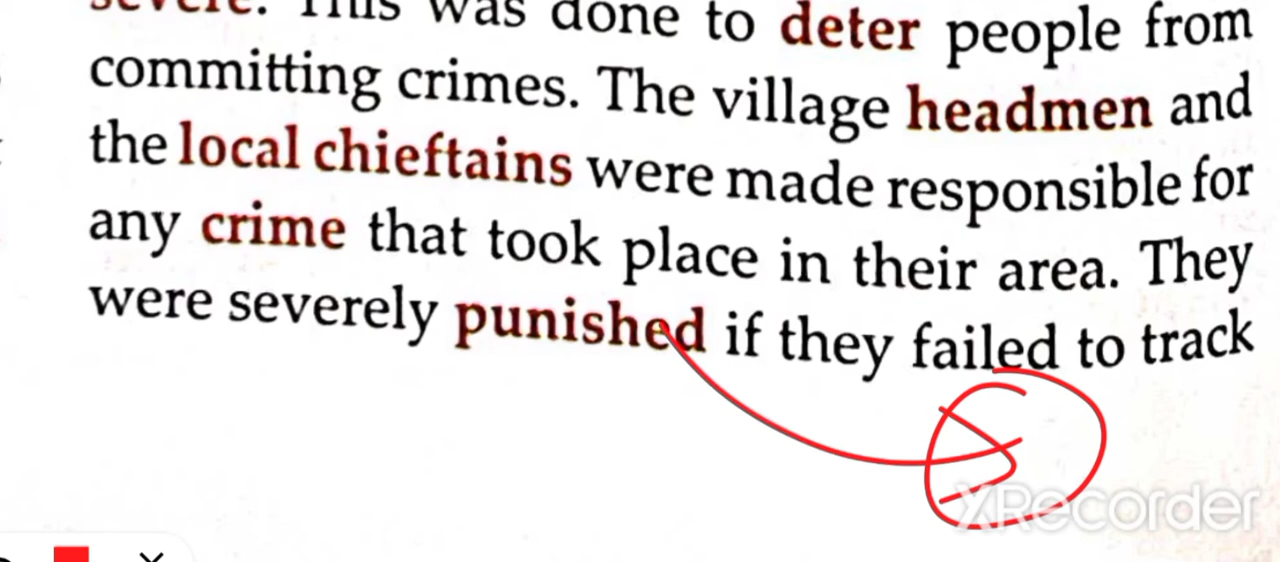 severe. This was done to deter people from
committing crimes. The village headmen and
the local chieftains were made responsible for
any crime that took place in their area. They
were severely punished if they failed to track
XRecorder